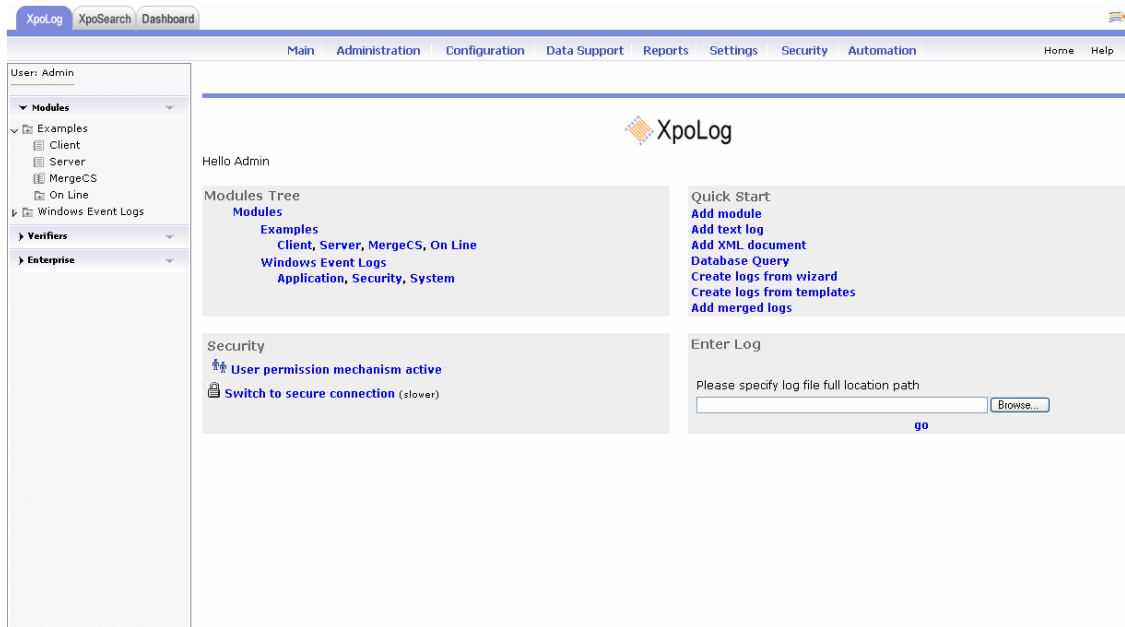 XpoLog XpoSearch Dashboard
Main Administration Configuration Data Support Reports Settings Security Automation Home Help
User: Admin
Modules
Examples
Client
Server
MergeCS
On Line
Windows Event Logs
Verifiers
Enterprise
XpoLog
Hello Admin
Modules Tree
Modules
Examples
Client, Server, MergeCS, On Line
Windows Event Logs
Application, Security, System
Quick Start
Add module
Add text log
Add XML document
Database Query
Create logs from wizard
Create logs from templates
Add merged logs
Security
User permission mechanism active
Switch to secure connection (slower)
Enter Log
Please specify log file full location path
Browse...
go